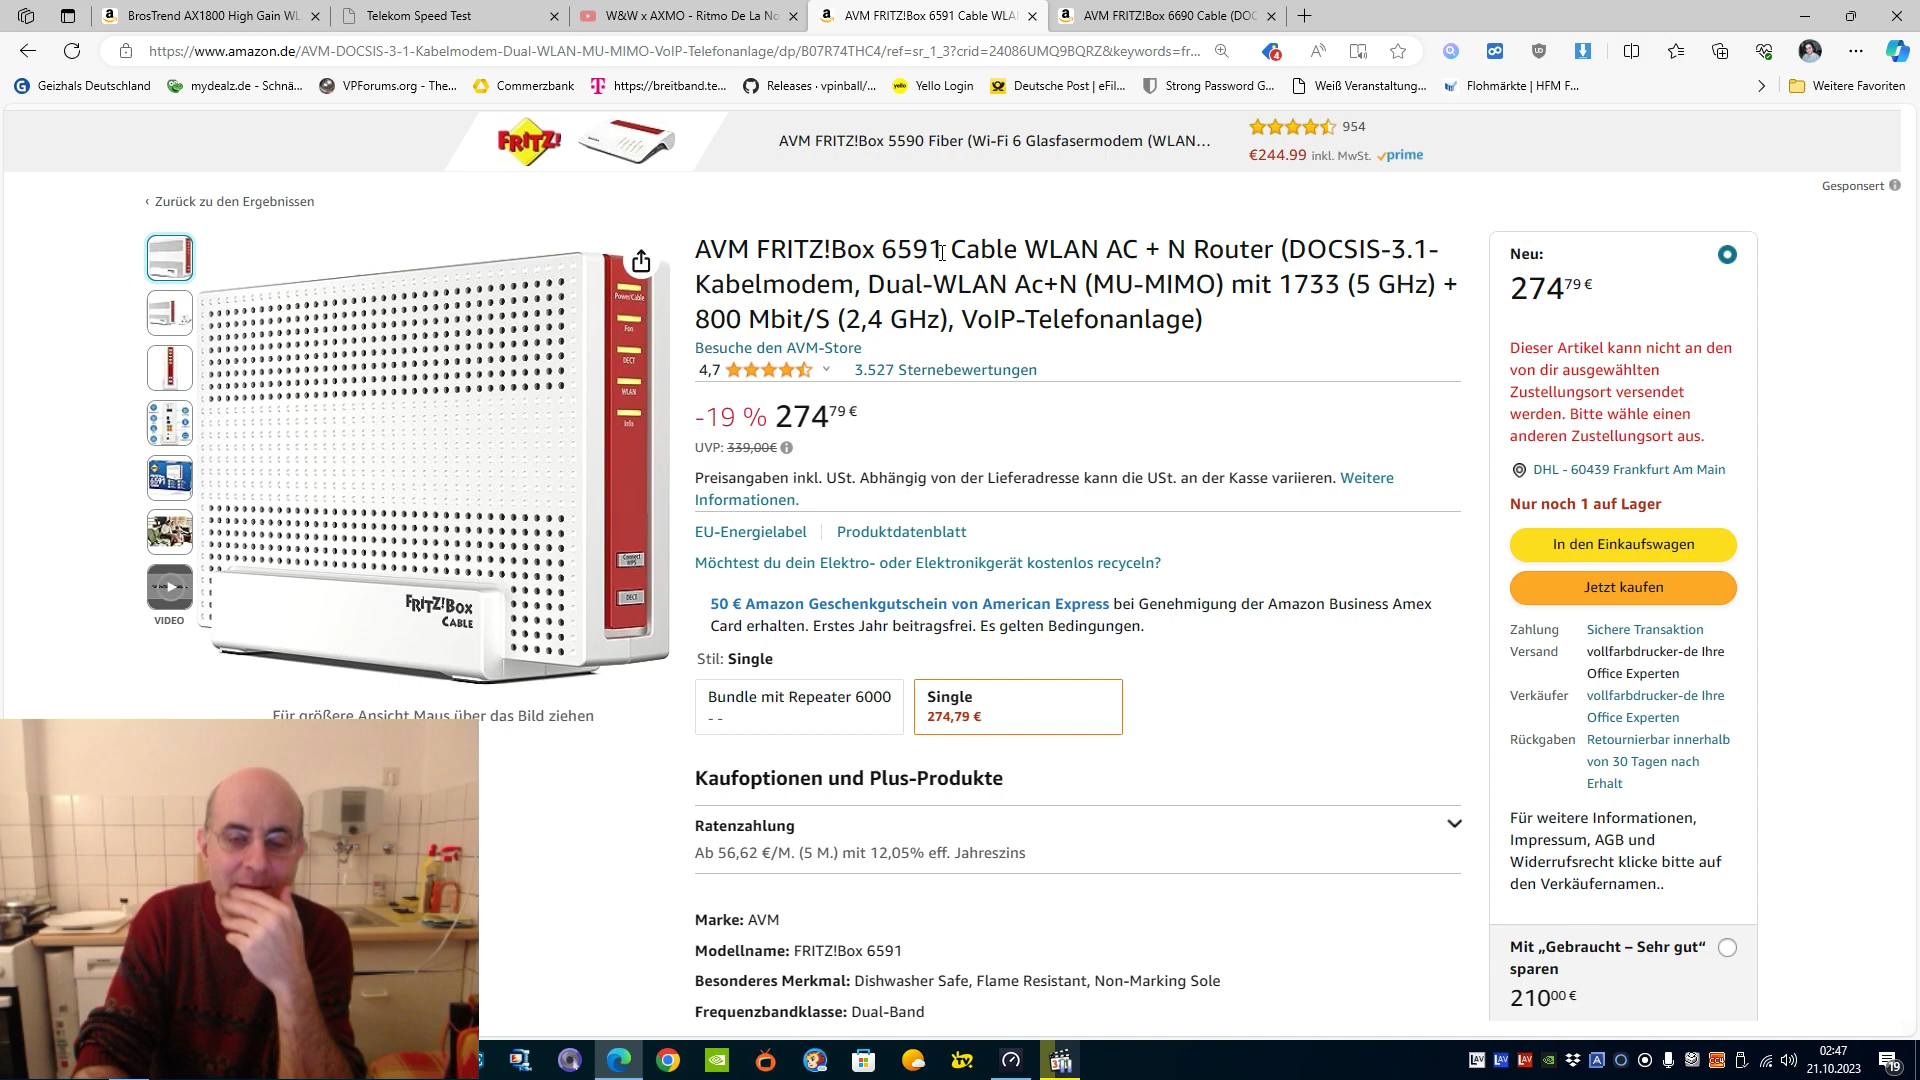 BrosTrend AX1800 High Gain WL
Telekom Speed Test
W&W x AXMO - Ritmo De La No
AVM FRITZ!Box 6591 Cable WLA
AVM FRITZ!Box 6690 Cable (DOC
https://www.amazon.de/AVM-DOCSIS-3-1-Kabelmodem-Dual-WLAN-MU-MIMO-VoIP-Telefonanlage/dp/B07R74THC4/ref=sr_1_3?crid=24086UMQ9BQRZ&keywords=fr...
Geizhals Deutschland
mydealz.de - Schnä...
VPForums.org - The...
Commerzbank
https://breitband.te...
Releases · vpinball/...
Yello Login
Deutsche Post | eFil...
Strong Password G...
Weiß Veranstaltung...
Flohmärkte | HFM F...
Weitere Favoriten
FRITZ!
AVM FRITZ!Box 5590 Fiber (Wi-Fi 6 Glasfasermodem (WLAN...
954
€244.99 inkl. MwSt. prime
Gesponsert
‹ Zurück zu den Ergebnissen
Power/Cable
Fon
DECT
WLAN
Info
Connect
WPS
DECT
FRITZ!BOX
CABLE
VIDEO
Für größere Ansicht Maus über das Bild ziehen
AVM FRITZ!Box 6591 Cable WLAN AC + N Router (DOCSIS-3.1-
Kabelmodem, Dual-WLAN Ac+N (MU-MIMO) mit 1733 (5 GHz) +
800 Mbit/S (2,4 GHz), VoIP-Telefonanlage)
Besuche den AVM-Store
4,7
3.527 Sternebewertungen
-19 % 274 79 €
UVP: 339,00€
Preisangaben inkl. USt. Abhängig von der Lieferadresse kann die USt. an der Kasse variieren. Weitere
Informationen.
EU-Energielabel
Produktdatenblatt
Möchtest du dein Elektro- oder Elektronikgerät kostenlos recyceln?
50 € Amazon Geschenkgutschein von American Express bei Genehmigung der Amazon Business Amex
Card erhalten. Erstes Jahr beitragsfrei. Es gelten Bedingungen.
Stil: Single
Bundle mit Repeater 6000
- -
Single
274,79 €
Kaufoptionen und Plus-Produkte
Ratenzahlung
Ab 56,62 €/M. (5 M.) mit 12,05% eff. Jahreszins
Marke: AVM
Modellname: FRITZ!Box 6591
Besonderes Merkmal: Dishwasher Safe, Flame Resistant, Non-Marking Sole
Frequenzbandklasse: Dual-Band
Neu:
274 79 €
Dieser Artikel kann nicht an den
von dir ausgewählten
Zustellungsort versendet
werden. Bitte wähle einen
anderen Zustellungsort aus.
DHL - 60439 Frankfurt Am Main
Nur noch 1 auf Lager
In den Einkaufswagen
Jetzt kaufen
Zahlung Sichere Transaktion
Versand vollfarbdrucker-de Ihre
Office Experten
Verkäufer vollfarbdrucker-de Ihre
Office Experten
Rückgaben Retournierbar innerhalb
von 30 Tagen nach
Erhalt
Für weitere Informationen,
Impressum, AGB und
Widerrufsrecht klicke bitte auf
den Verkäufernamen..
Mit „Gebraucht – Sehr gut“
sparen
210 00 €
02:47
21.10.2023
19